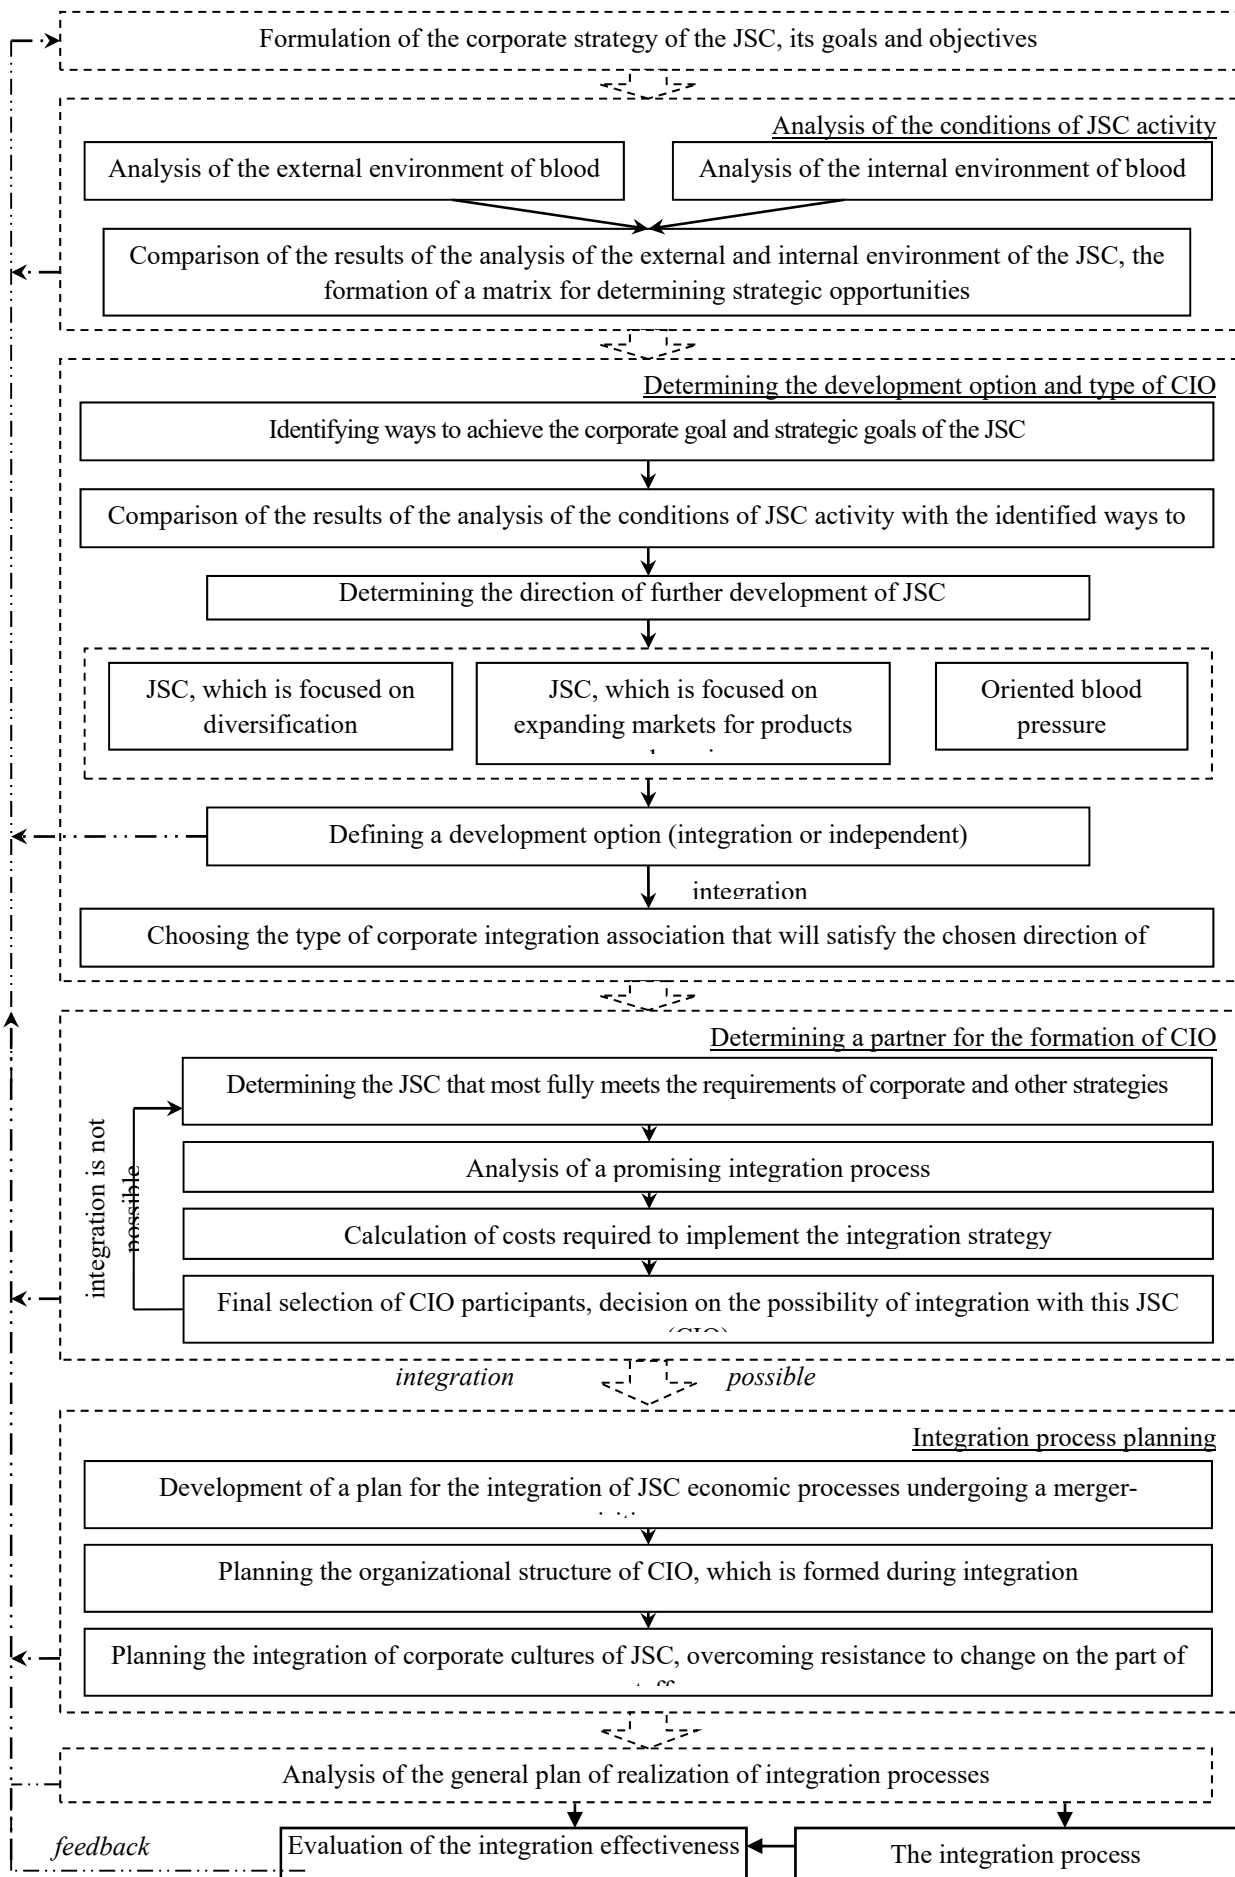 Formulation of the corporate strategy of the JSC, its goals and objectives
Analysis of the conditions of JSC activity
Analysis of the external environment of blood
Analysis of the internal environment of blood
Comparison of the results of the analysis of the external and internal environment of the JSC, the
formation of a matrix for determining strategic opportunities
Determining the development option and type of CIO
Identifying ways to achieve the corporate goal and strategic goals of the JSC
Comparison of the results of the analysis of the conditions of JSC activity with the identified ways to
Determining the direction of further development of JSC
JSC, which is focused on
diversification
JSC, which is focused on
expanding markets for products
Oriented blood
pressure
Defining a development option (integration or independent)
integration
Choosing the type of corporate integration association that will satisfy the chosen direction of
Determining a partner for the formation of CIO
Determining the JSC that most fully meets the requirements of corporate and other strategies
integration is not
possible
Analysis of a promising integration process
Calculation of costs required to implement the integration strategy
Final selection of CIO participants, decision on the possibility of integration with this JSC
(CIO)
integration possible
Integration process planning
Development of a plan for the integration of JSC economic processes undergoing a merger-
Planning the organizational structure of CIO, which is formed during integration
Planning the integration of corporate cultures of JSC, overcoming resistance to change on the part of
Analysis of the general plan of realization of integration processes
feedback
Evaluation of the integration effectiveness
The integration process